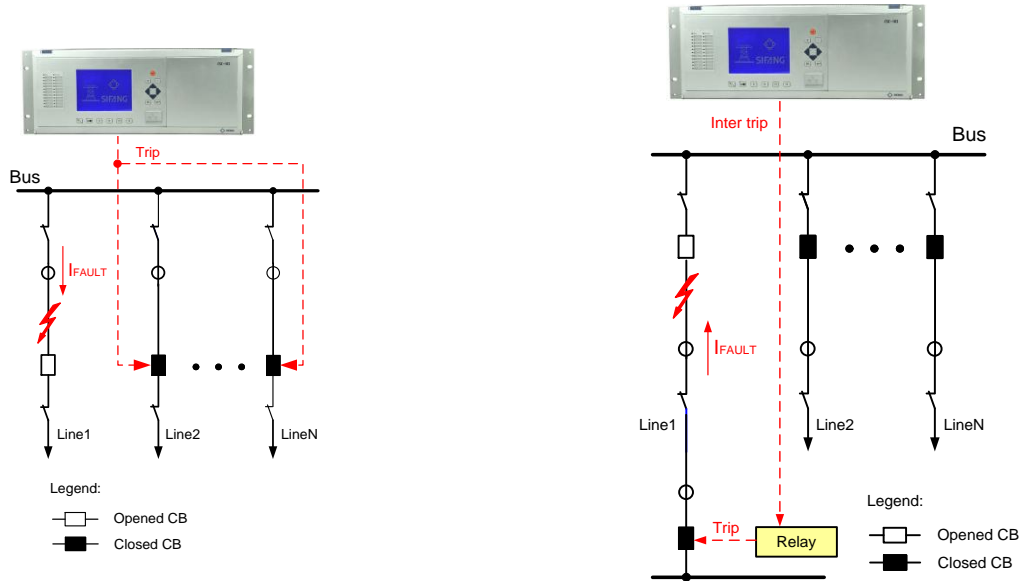 SIFANG
Trip
Bus
IFAULT
Line1
Line2
LineN
Legend:
Opened CB
Closed CB
SIFANG
Inter trip
Bus
IFAULT
Line1
Line2
LineN
Trip
Relay
Legend:
Opened CB
Closed CB